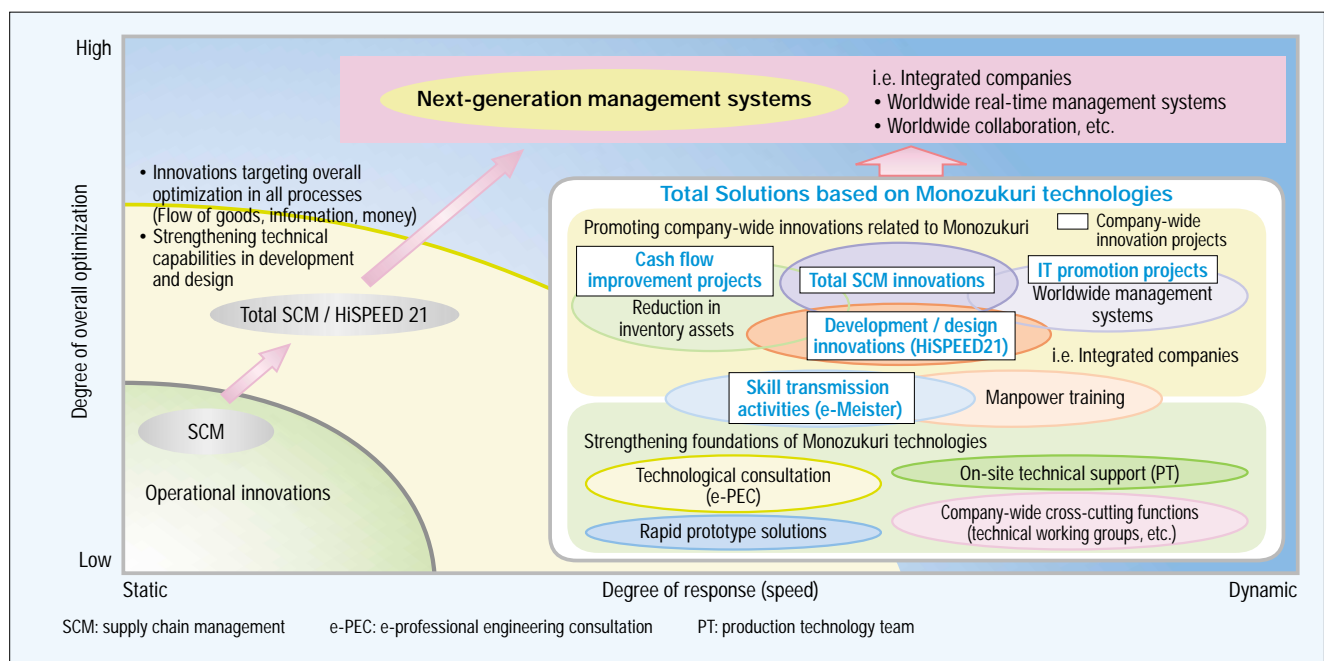 High
Next-generation management systems
i.e. Integrated companies
• Worldwide real-time management systems
• Worldwide collaboration, etc.
• Innovations targeting overall
optimization in all processes
(Flow of goods, information, money)
• Strengthening technical
capabilities in development
and design
Degree of overall optimization
Total SCM / HiSPEED 21
SCM
Operational innovations
Total Solutions based on Monozukuri technologies
Promoting company-wide innovations related to Monozukuri
Company-wide
innovation projects
Cash flow
improvement projects
Reduction in
inventory assets
Total SCM innovations
IT promotion projects
Worldwide management
systems
Development / design
innovations (HiSPEED21)
i.e. Integrated companies
Skill transmission
activities (e-Meister)
Manpower training
Strengthening foundations of Monozukuri technologies
Technological consultation
(e-PEC)
On-site technical support (PT)
Rapid prototype solutions
Company-wide cross-cutting functions
(technical working groups, etc.)
Low
Static
Degree of response (speed)
Dynamic
SCM: supply chain management e-PEC: e-professional engineering consultation PT: production technology team